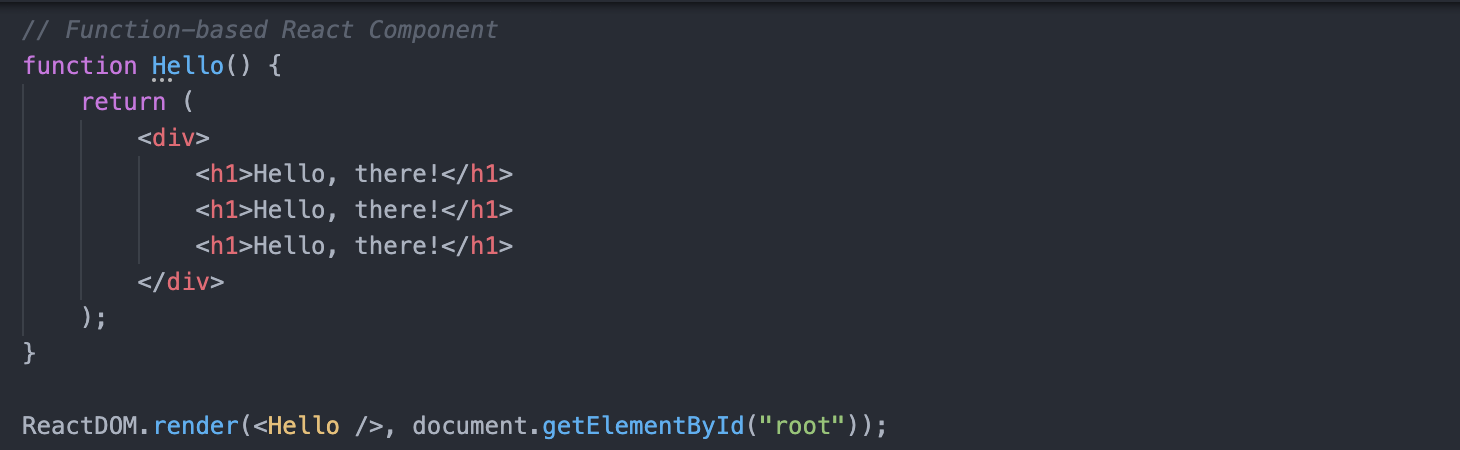 // Function-based React Component
function Hello() {
    return (
        <div>
            <h1>Hello, there!</h1>
            <h1>Hello, there!</h1>
            <h1>Hello, there!</h1>
        </div>
    );
}

ReactDOM.render(<Hello />, document.getElementById("root"));